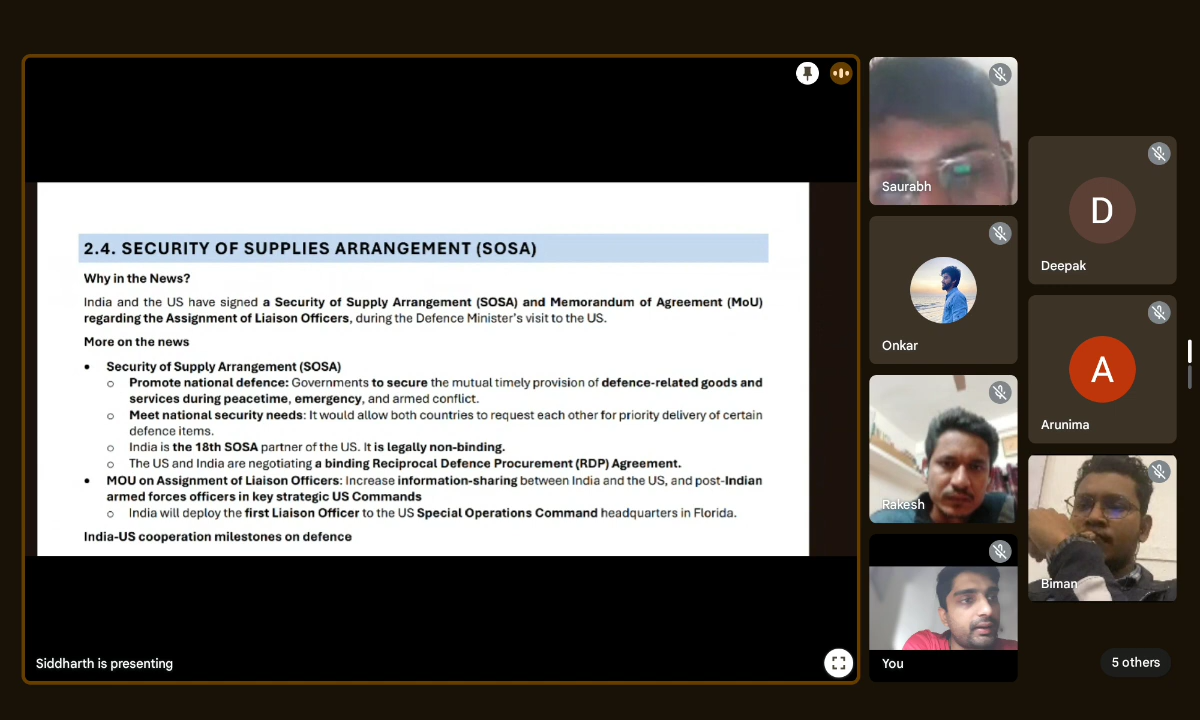 2.4. SECURITY OF SUPPLIES ARRANGEMENT (SOSA)
Why in the News?
India and the US have signed a Security of Supply Arrangement (SOSA) and Memorandum of Agreement (MoU)
regarding the Assignment of Liaison Officers, during the Defence Minister's visit to the US.
More on the news
• Security of Supply Arrangement (SOSA)
o Promote national defence: Governments to secure the mutual timely provision of defence-related goods and
services during peacetime, emergency, and armed conflict.
o Meet national security needs: It would allow both countries to request each other for priority delivery of certain
defence items.
o India is the 18th SOSA partner of the US. It is legally non-binding.
o The US and India are negotiating a binding Reciprocal Defence Procurement (RDP) Agreement.
• MOU on Assignment of Liaison Officers: Increase information-sharing between India and the US, and post-Indian
armed forces officers in key strategic US Commands
o India will deploy the first Liaison Officer to the US Special Operations Command headquarters in Florida.
India-US cooperation milestones on defence
Siddharth is presenting
Saurabh
Onkar
Rakesh
You
D
Deepak
A
Arunima
Biman
5 others